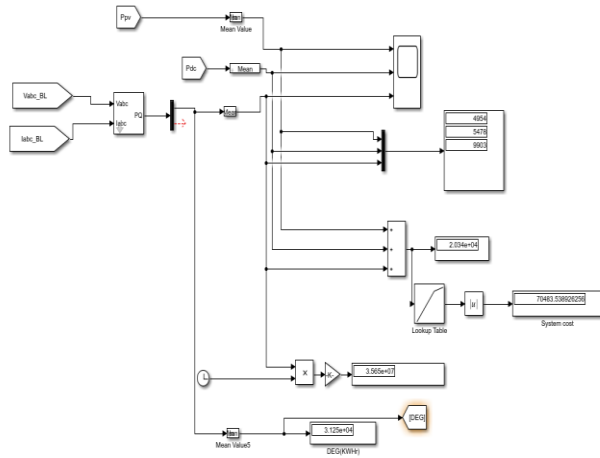 Ppv
Mean Value
Pdc
Mean
Vabc_BL
Vabc
PQ
Iabc
Iabc_BL
4954
5478
9903
+
+
+
2.034e+04
|u|
70483.538926256
Lookup Table
System cost
×
K
3.565e+07
[DEG]
3.125e+04
Mean Value5
DEG(KWHr)